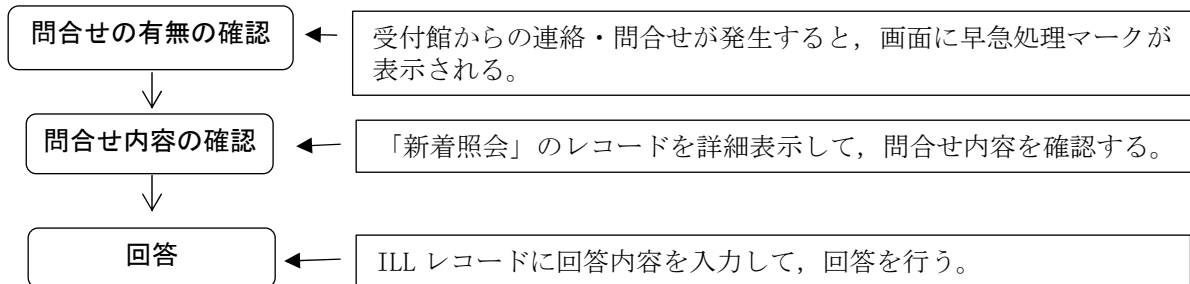 問合せの有無の確認
受付館からの連絡・問合せが発生すると，画面に早急処理マークが
表示される。
問合せ内容の確認
「新着照会」のレコードを詳細表示して，問合せ内容を確認する。
回答
ILL レコードに回答内容を入力して，回答を行う。